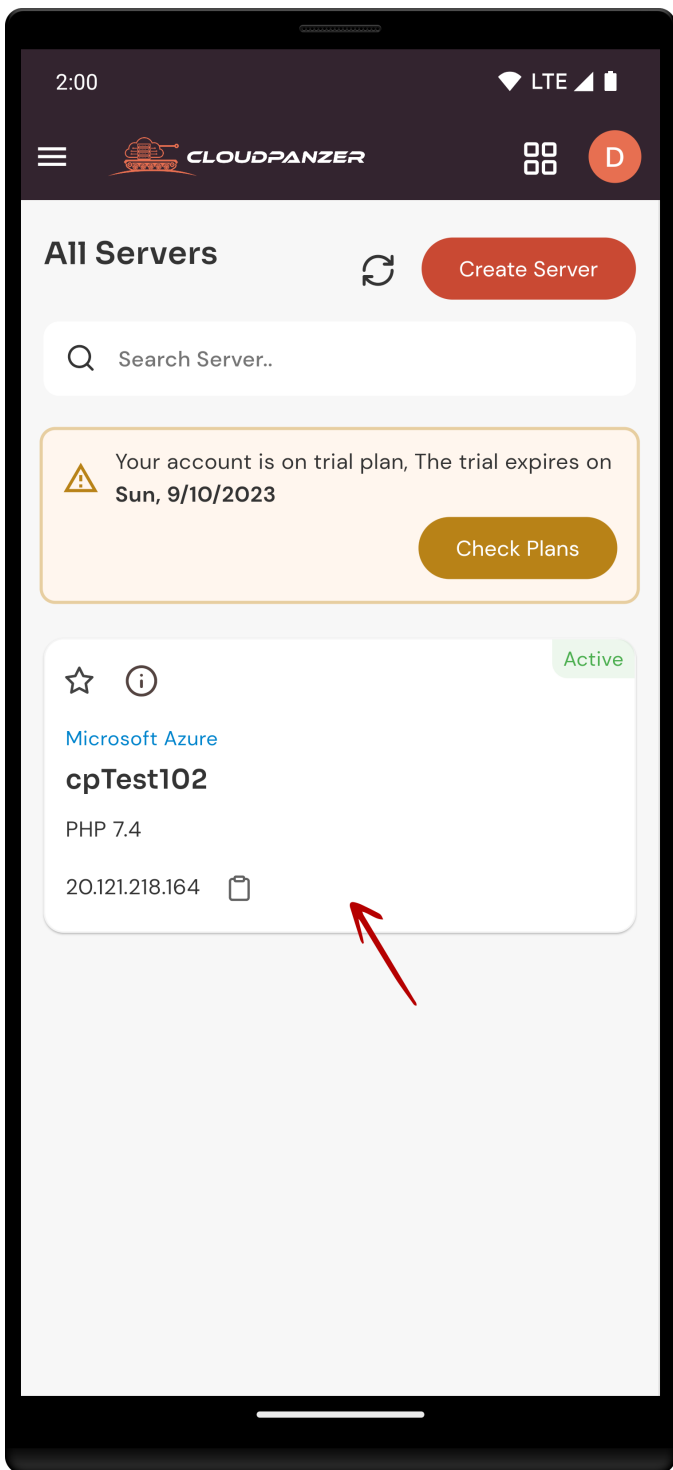 2:00
LTE
CLOUDPANZER
D
All Servers
Create Server
Search Server..
Your account is on trial plan, The trial expires on
Sun, 9/10/2023
Check Plans
Active
Microsoft Azure
cpTest102
PHP 7.4
20.121.218.164